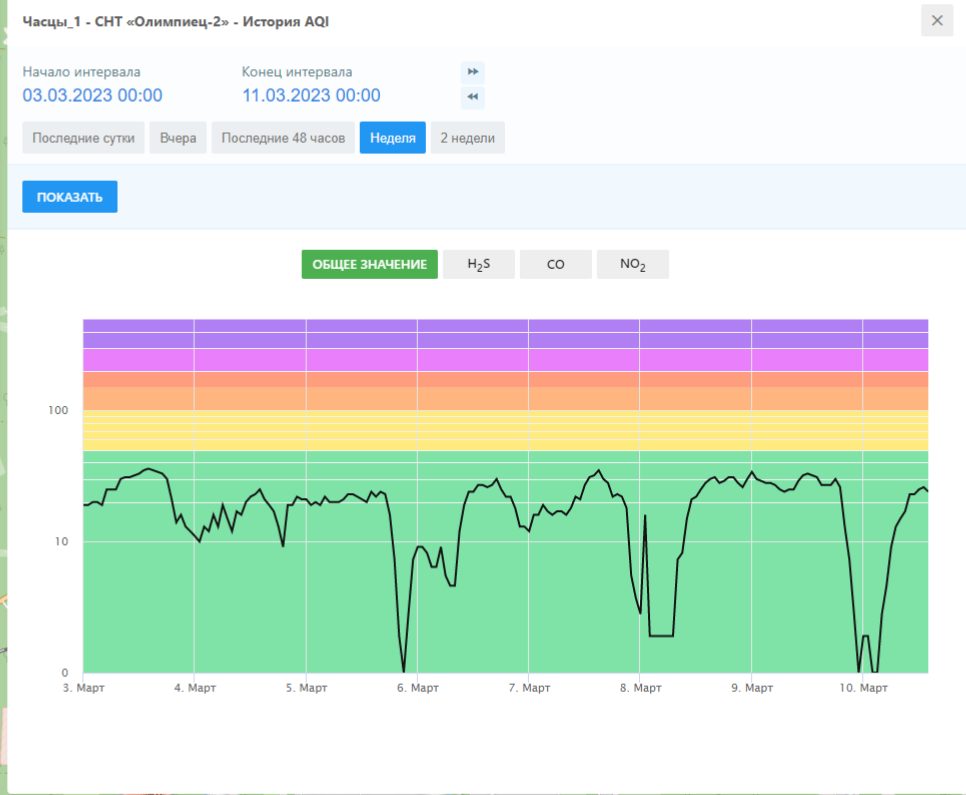 Часцы_1 - СНТ «Олимпиец-2» - История AQI
Начало интервала
Конец интервала
03.03.2023 00:00
11.03.2023 00:00
Последние сутки
Вчера
Последние 48 часов
Неделя
2 недели
ПОКАЗАТЬ
ОБЩЕЕ ЗНАЧЕНИЕ
H₂S
CO
NO₂
100
10
0
3. Март
4. Март
5. Март
6. Март
7. Март
8. Март
9. Март
10. Март